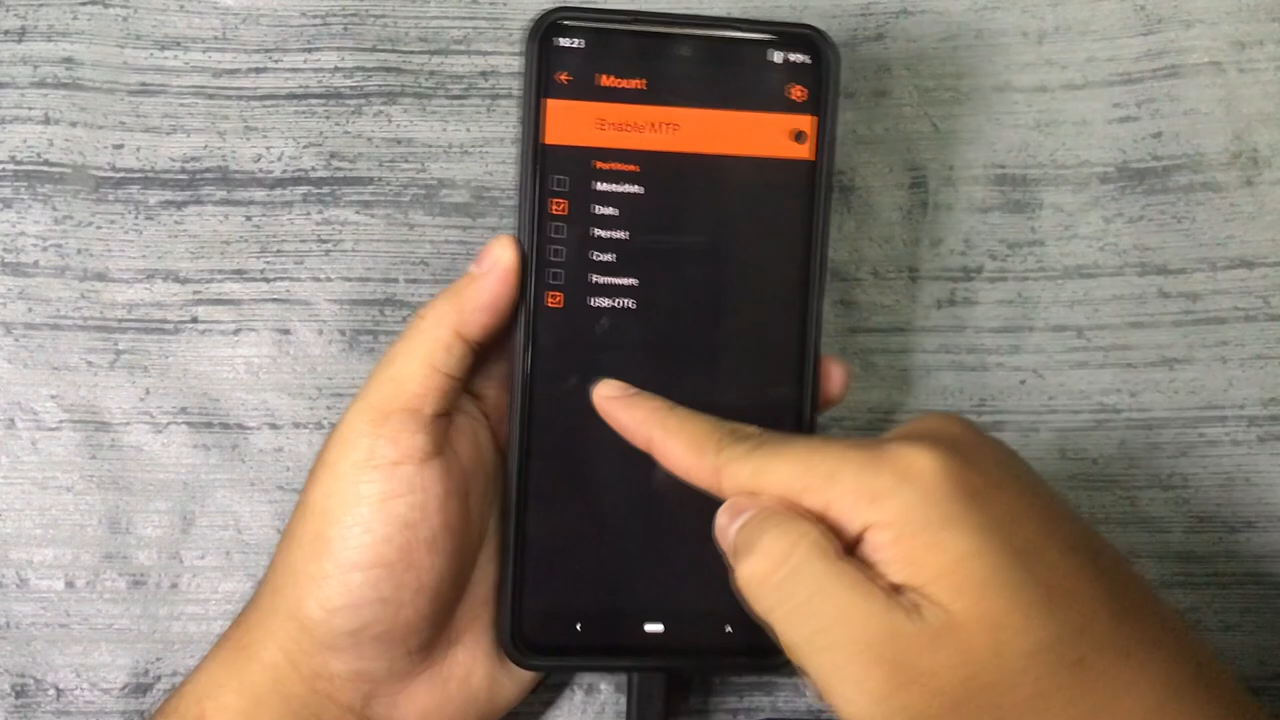 Mount
Enable MTP
Partitions
Metadata
Data
Persist
Cust
Firmware
USB-OTG